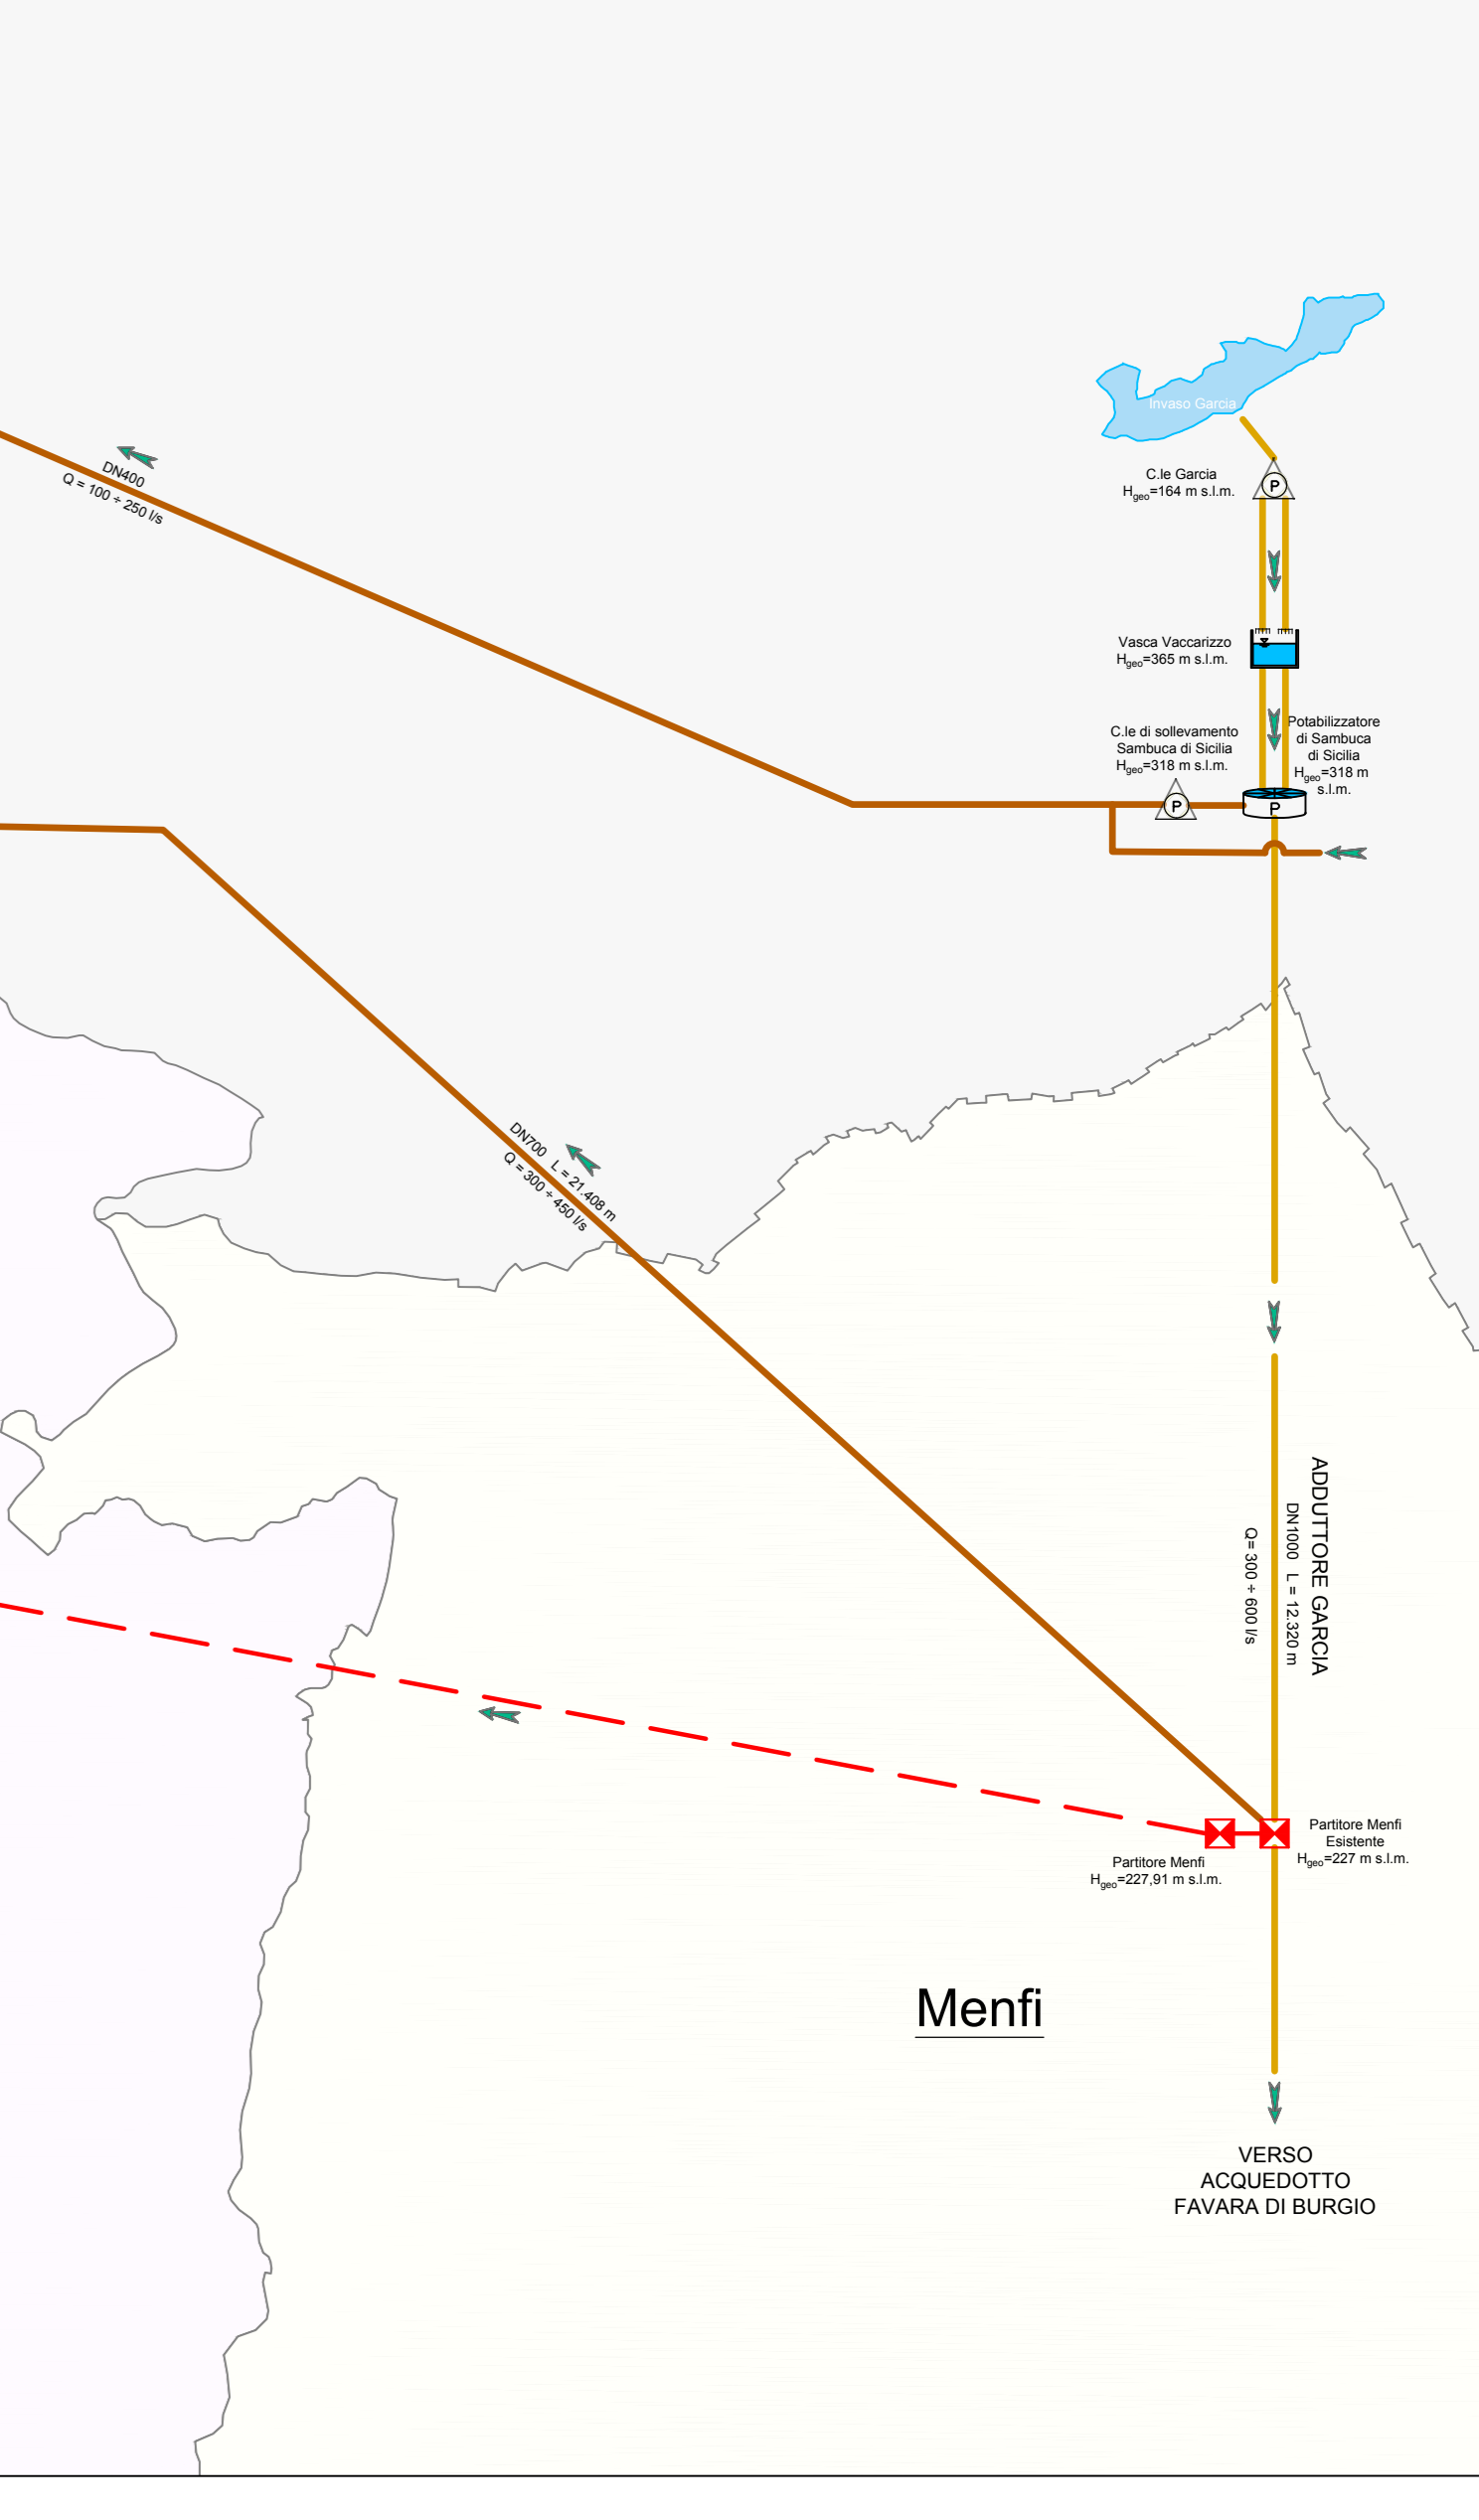 Invaso Garcia
C.le Garcia
Hgeo=164 m s.l.m.
P
DN400
Q = 100 ÷ 250 l/s
Vasca Vaccarizzo
Hgeo=365 m s.l.m.
C.le di sollevamento
Sambuca di Sicilia
Hgeo=318 m s.l.m.
P
Potabilizzatore
di Sambuca
di Sicilia
Hgeo=318 m
s.l.m.
P
DN700 L = 21.408 m
Q = 300 ÷ 450 l/s
ADDUTTORE GARCIA
DN1000 L = 12.320 m
Q= 300 ÷ 600 l/s
Partitore Menfi
Esistente
Hgeo=227 m s.l.m.
Partitore Menfi
Hgeo=227,91 m s.l.m.
Menfi
VERSO
ACQUEDOTTO
FAVARA DI BURGIO